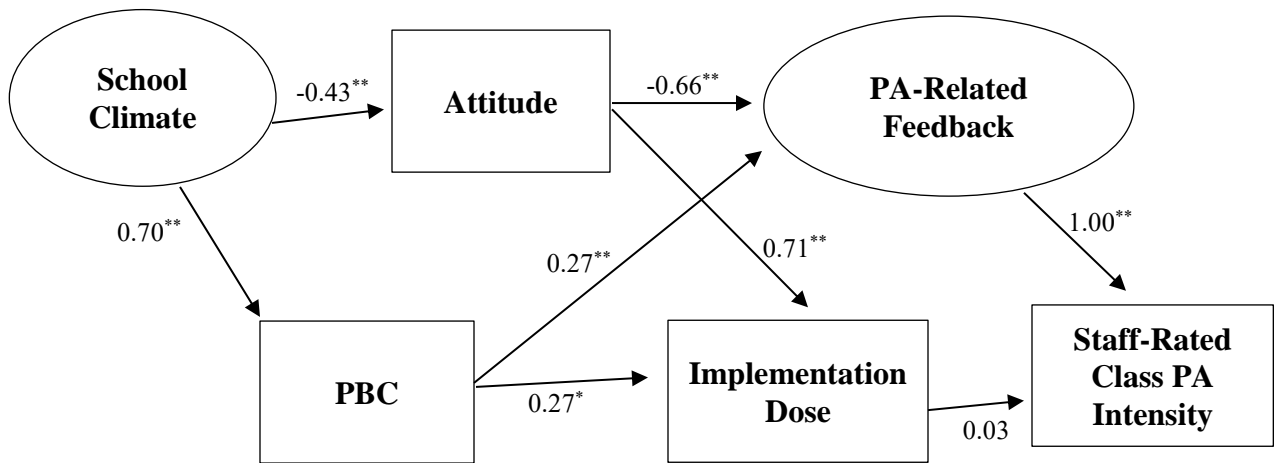 School
Climate
-0.43**
Attitude
-0.66**
PA-Related
Feedback
0.70**
0.27**
0.71**
1.00**
PBC
0.27*
Implementation
Dose
0.03
Staff-Rated
Class PA
Intensity